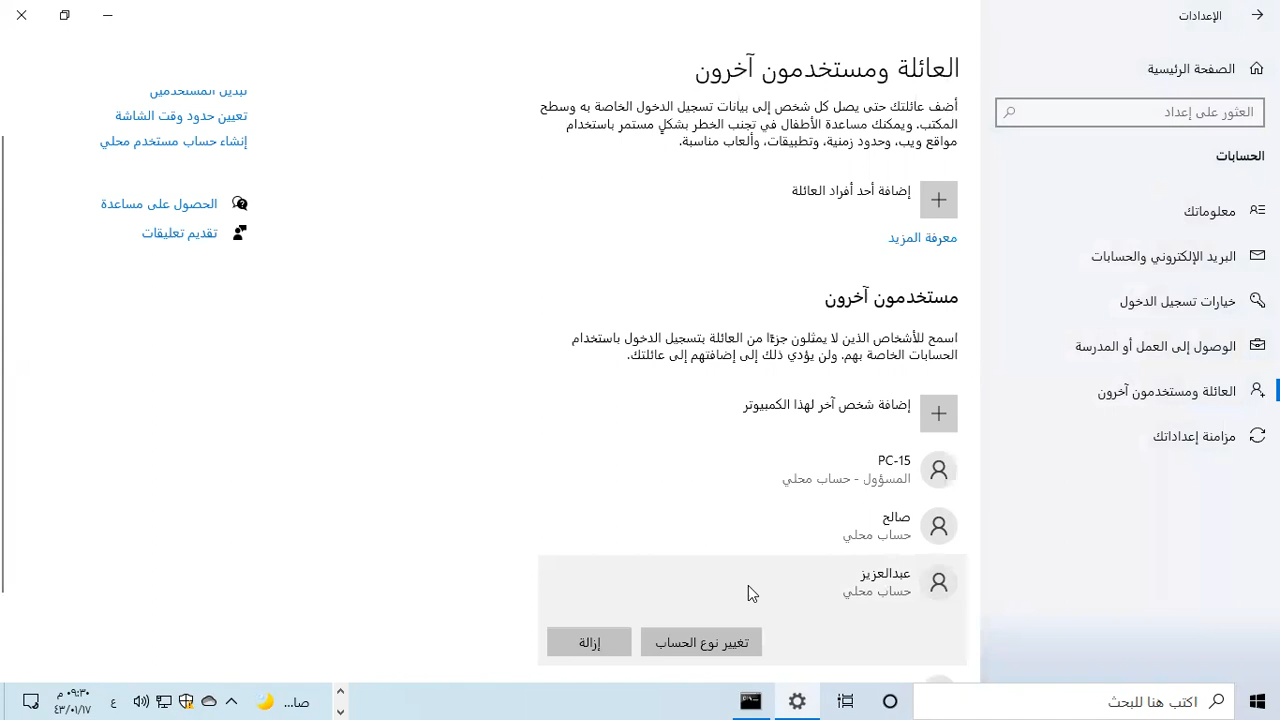 الإعدادات
الصفحة الرئيسية
العثور على إعداد
الحسابات
معلوماتك
البريد الإلكتروني والحسابات
خيارات تسجيل الدخول
الوصول إلى العمل أو المدرسة
العائلة ومستخدمون آخرون
مزامنة إعداداتك
العائلة ومستخدمون آخرون
أضف عائلتك حتى يصل كل شخص إلى بيانات تسجيل الدخول الخاصة به وسطح
المكتب. ويمكنك مساعدة الأطفال في تجنب الخطر بشكلٍ مستمر باستخدام
مواقع ويب، وحدود زمنية، وتطبيقات، وألعاب مناسبة.
إضافة أحد أفراد العائلة
معرفة المزيد
مستخدمون آخرون
اسمح للأشخاص الذين لا يمثلون جزءًا من العائلة بتسجيل الدخول باستخدام
الحسابات الخاصة بهم. ولن يؤدي ذلك إلى إضافتهم إلى عائلتك.
إضافة شخص آخر لهذا الكمبيوتر
PC-15
المسؤول - حساب محلي
صالح
حساب محلي
عبدالعزيز
حساب محلي
تغيير نوع الحساب
إزالة
تبديل المستخدمين
تعيين حدود وقت الشاشة
إنشاء حساب مستخدم محلي
الحصول على مساعدة
تقديم تعليقات
اكتب هنا للبحث
صا...
ع
٠٩:٣٠ م
٤٣/٠١/١٧